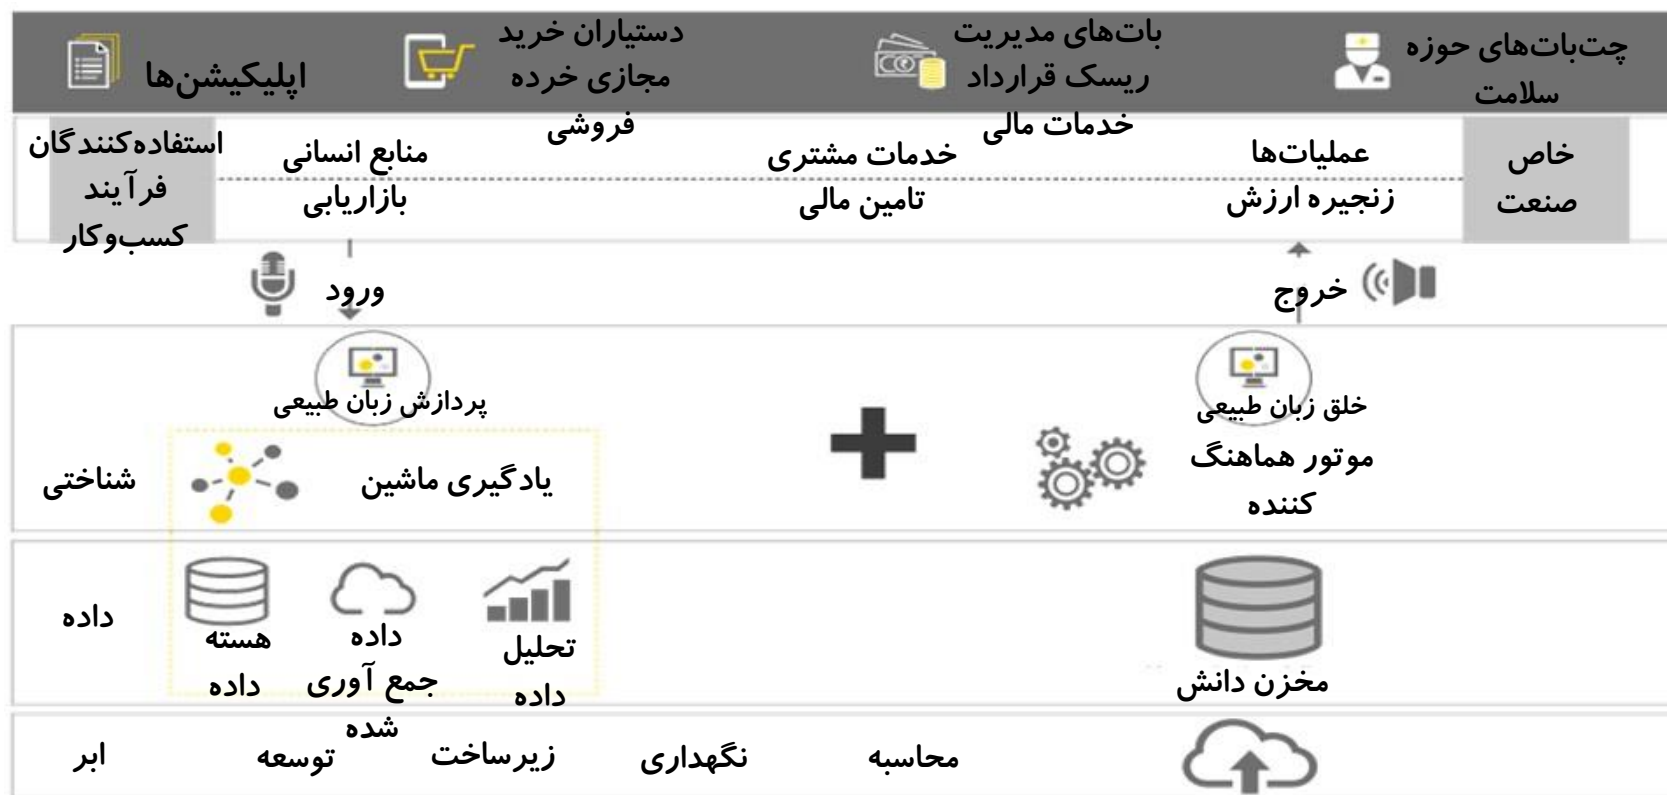 چت‌بات‌های حوزه
سلامت
بات‌های مدیریت
ریسک قرارداد
خدمات مالی
دستیاران خرید
مجازی خرده
فروشی
اپلیکیشن‌ها
خاص
صنعت
عملیات‌ها
زنجیره ارزش
خدمات مشتری
تامین مالی
منابع انسانی
بازاریابی
استفاده‌کنندگان
فرآیند
کسب‌وکار
خروج
ورود
خلق زبان طبیعی
موتور هماهنگ
کننده
پردازش زبان طبیعی
یادگیری ماشین
شناختی
مخزن دانش
تحلیل
داده
داده
جمع آوری
شده
هسته
داده
داده
محاسبه
نگهداری
زیرساخت
توسعه
ابر